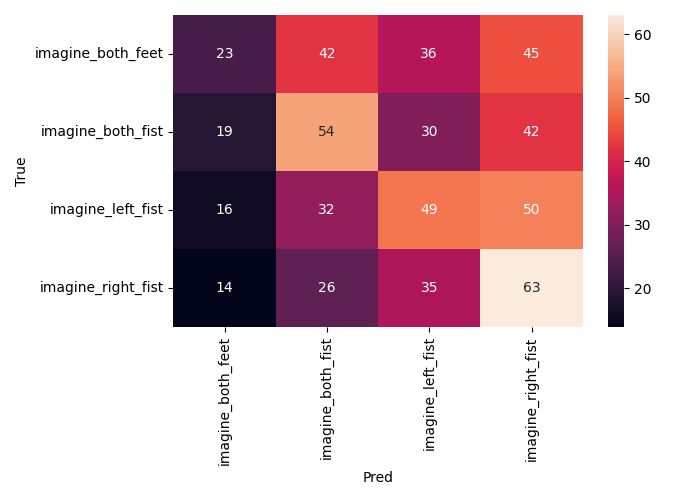 imagine_both_feet 23 42 36 45
imagine_both_fist 19 54 30 42
imagine_left_fist 16 32 49 50
imagine_right_fist 14 26 35 63
True
imagine_both_feet
imagine_both_fist
imagine_left_fist
imagine_right_fist
Pred
60
50
40
30
20